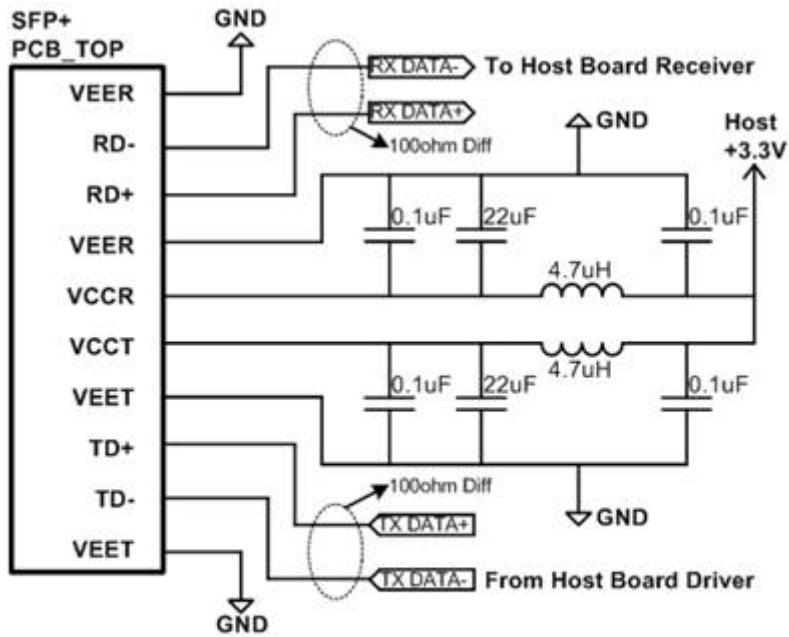 SFP+
PCB_TOP
GND
VEER
RX DATA- To Host Board Receiver
RD-
RX DATA+
100ohm Diff
GND
Host
+3.3V
RD+
VEER
0.1uF 22uF 0.1uF
4.7uH
VCCR
VCCT
4.7uH
VEET
0.1uF 22uF 0.1uF
TD+
100ohm Diff
TD-
TX DATA+
GND
VEET
TX DATA- From Host Board Driver
GND